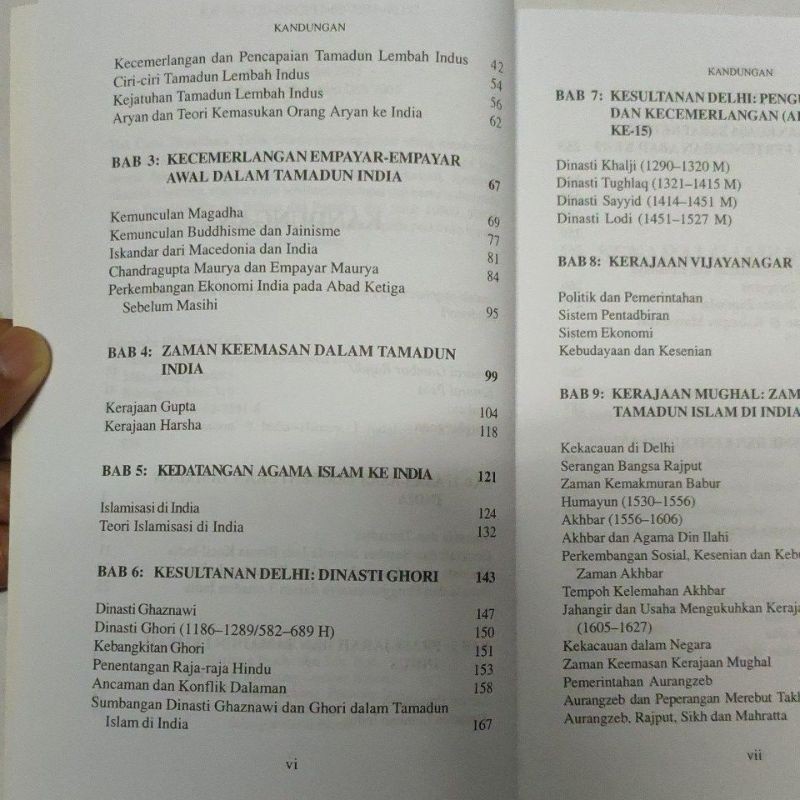 KANDUNGAN
Kecemerlangan dan Pencapaian Tamadun Lembah Indus 42
Ciri-ciri Tamadun Lembah Indus 54
Kejatuhan Tamadun Lembah Indus 56
Aryan dan Teori Kemasukan Orang Aryan ke India 62
BAB 3: KECEMERLANGAN EMPAYAR-EMPAYAR
AWAL DALAM TAMADUN INDIA 67
Kemunculan Magadha 69
Kemunculan Buddhisme dan Jainisme 77
Iskandar dari Macedonia dan India 81
Chandragupta Maurya dan Empayar Maurya 84
Perkembangan Ekonomi India pada Abad Ketiga
Sebelum Masihi 95
BAB 4: ZAMAN KEEMASAN DALAM TAMADUN
INDIA 99
Kerajaan Gupta 104
Kerajaan Harsha 118
BAB 5: KEDATANGAN AGAMA ISLAM KE INDIA 121
Islamisasi di India 124
Teori Islamisasi di India 132
BAB 6: KESULTANAN DELHI: DINASTI GHORI 143
Dinasti Ghaznawi 147
Dinasti Ghori (1186–1289/582–689 H) 150
Kebangkitan Ghori 151
Penentangan Raja-raja Hindu 153
Ancaman dan Konflik Dalaman 158
Sumbangan Dinasti Ghaznawi dan Ghori dalam Tamadun
Islam di India 167
vi
KANDUNGAN
BAB 7: KESULTANAN DELHI: PENGU
DAN KECEMERLANGAN (A
KE-15)
Dinasti Khalji (1290–1320 M)
Dinasti Tughlaq (1321–1415 M)
Dinasti Sayyid (1414–1451 M)
Dinasti Lodi (1451–1527 M)
BAB 8: KERAJAAN VIJAYANAGAR
Politik dan Pemerintahan
Sistem Pentadbiran
Sistem Ekonomi
Kebudayaan dan Kesenian
BAB 9: KERAJAAN MUGHAL: ZAM
TAMADUN ISLAM DI INDIA
Kekacauan di Delhi
Serangan Bangsa Rajput
Zaman Kemakmuran Babur
Humayun (1530–1556)
Akhbar (1556–1606)
Akhbar dan Agama Din Ilahi
Perkembangan Sosial, Kesenian dan Kebu
Zaman Akhbar
Tempoh Kelemahan Akhbar
Jahangir dan Usaha Mengukuhkan Keraja
(1605–1627)
Kekacauan dalam Negara
Zaman Keemasan Kerajaan Mughal
Pemerintahan Aurangzeb
Aurangzeb dan Peperangan Merebut Takh
Aurangzeb, Rajput, Sikh dan Mahratta
vii